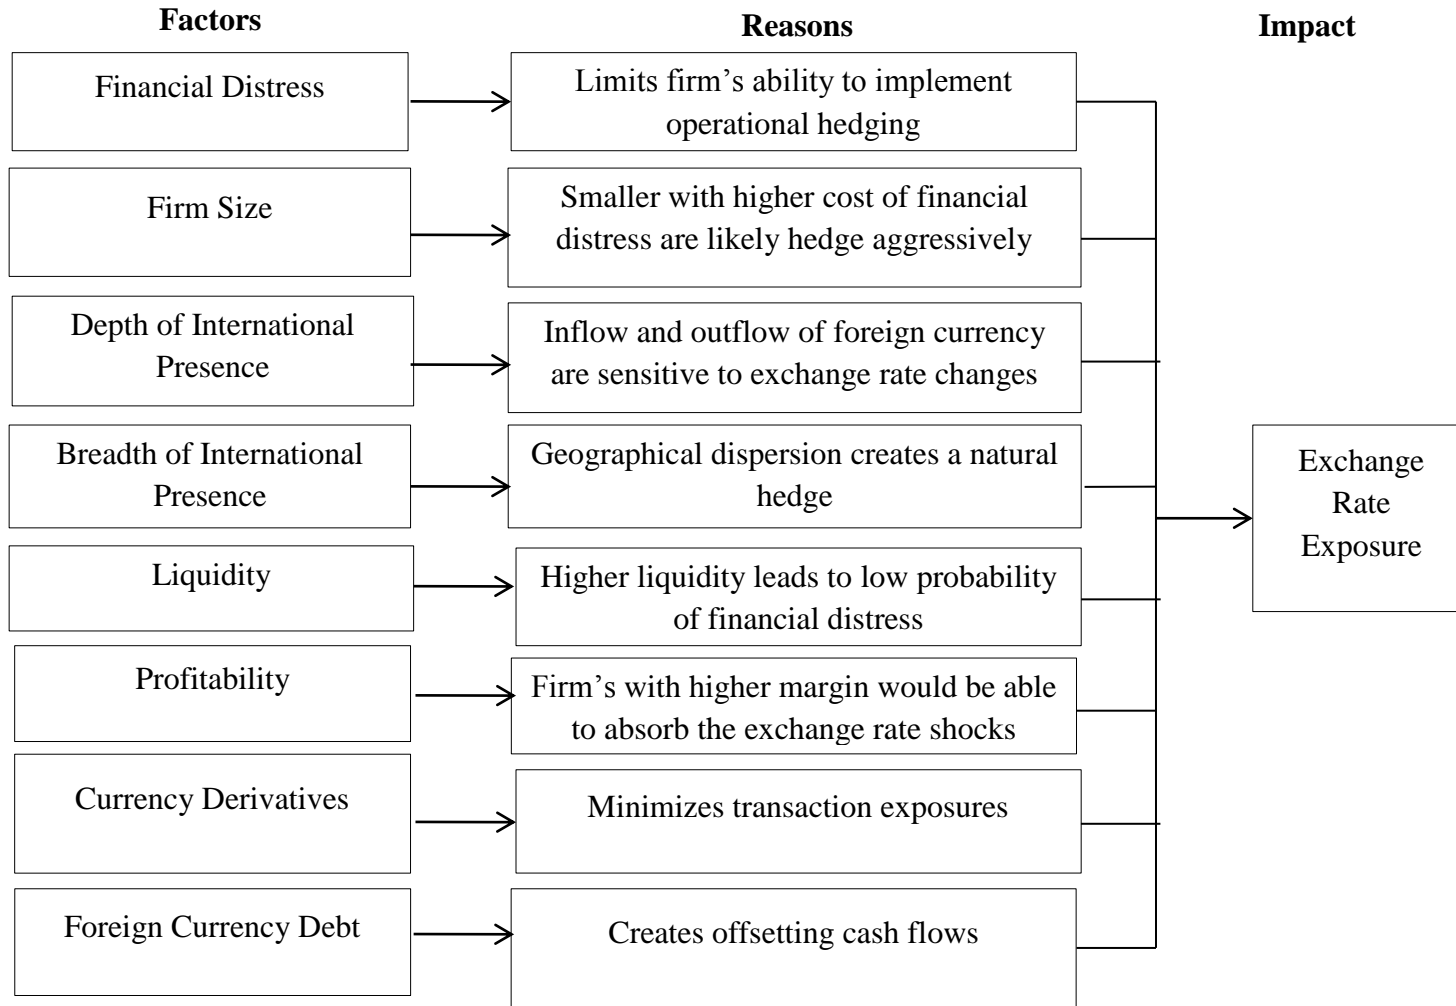 Factors
Reasons
Impact
Financial Distress
Limits firm’s ability to implement
operational hedging
Firm Size
Smaller with higher cost of financial
distress are likely hedge aggressively
Depth of International
Presence
Inflow and outflow of foreign currency
are sensitive to exchange rate changes
Breadth of International
Presence
Geographical dispersion creates a natural
hedge
Liquidity
Higher liquidity leads to low probability
of financial distress
Profitability
Firm’s with higher margin would be able
to absorb the exchange rate shocks
Currency Derivatives
Minimizes transaction exposures
Foreign Currency Debt
Creates offsetting cash flows
Exchange
Rate
Exposure